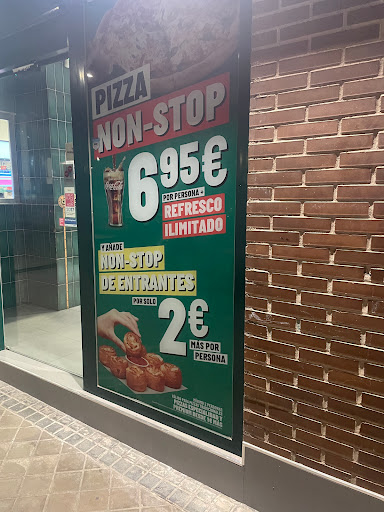 PIZZA
NON-STOP
6,95€
POR PERSONA +
REFRESCO
ILIMITADO
Y AÑADE
NON-STOP
DE ENTRANTES
POR SOLO
2€
MÁS POR
PERSONA